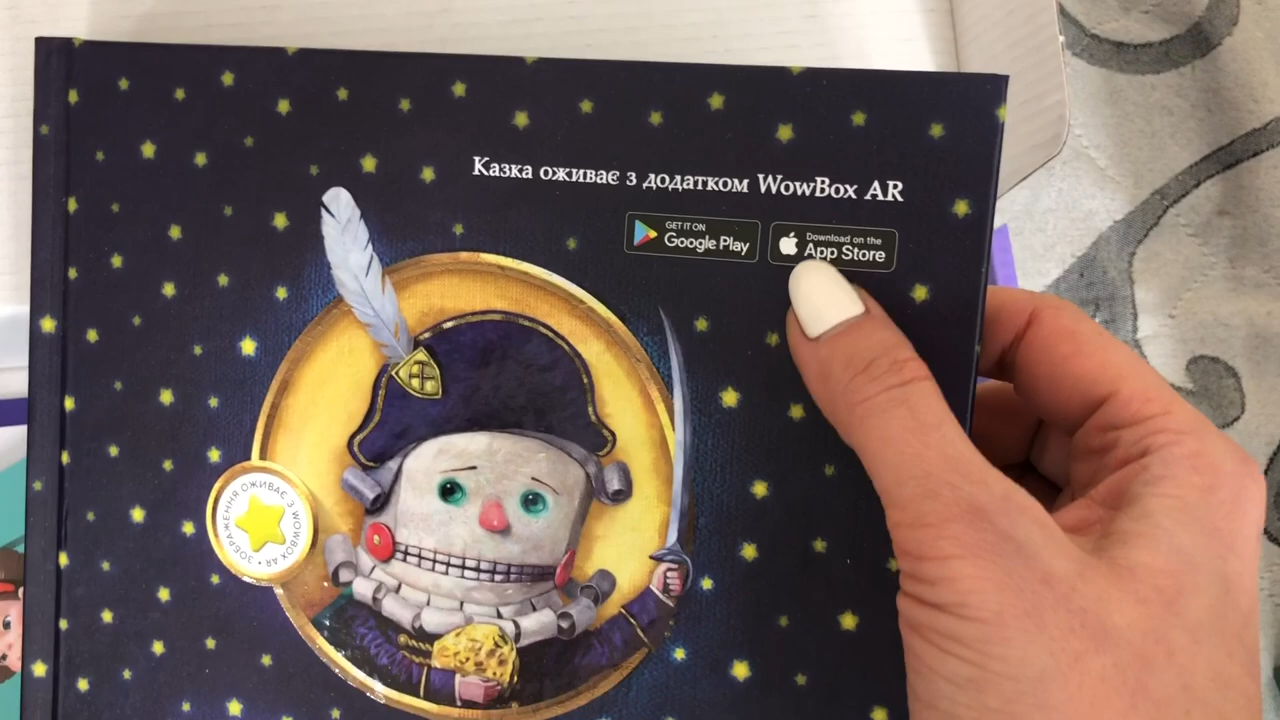 Казка оживає з додатком WowBox AR
GET IT ON
Google Play
Download on the
App Store
ЗОБРАЖЕННЯ ОЖИВАЄ З WOWBOX AR •